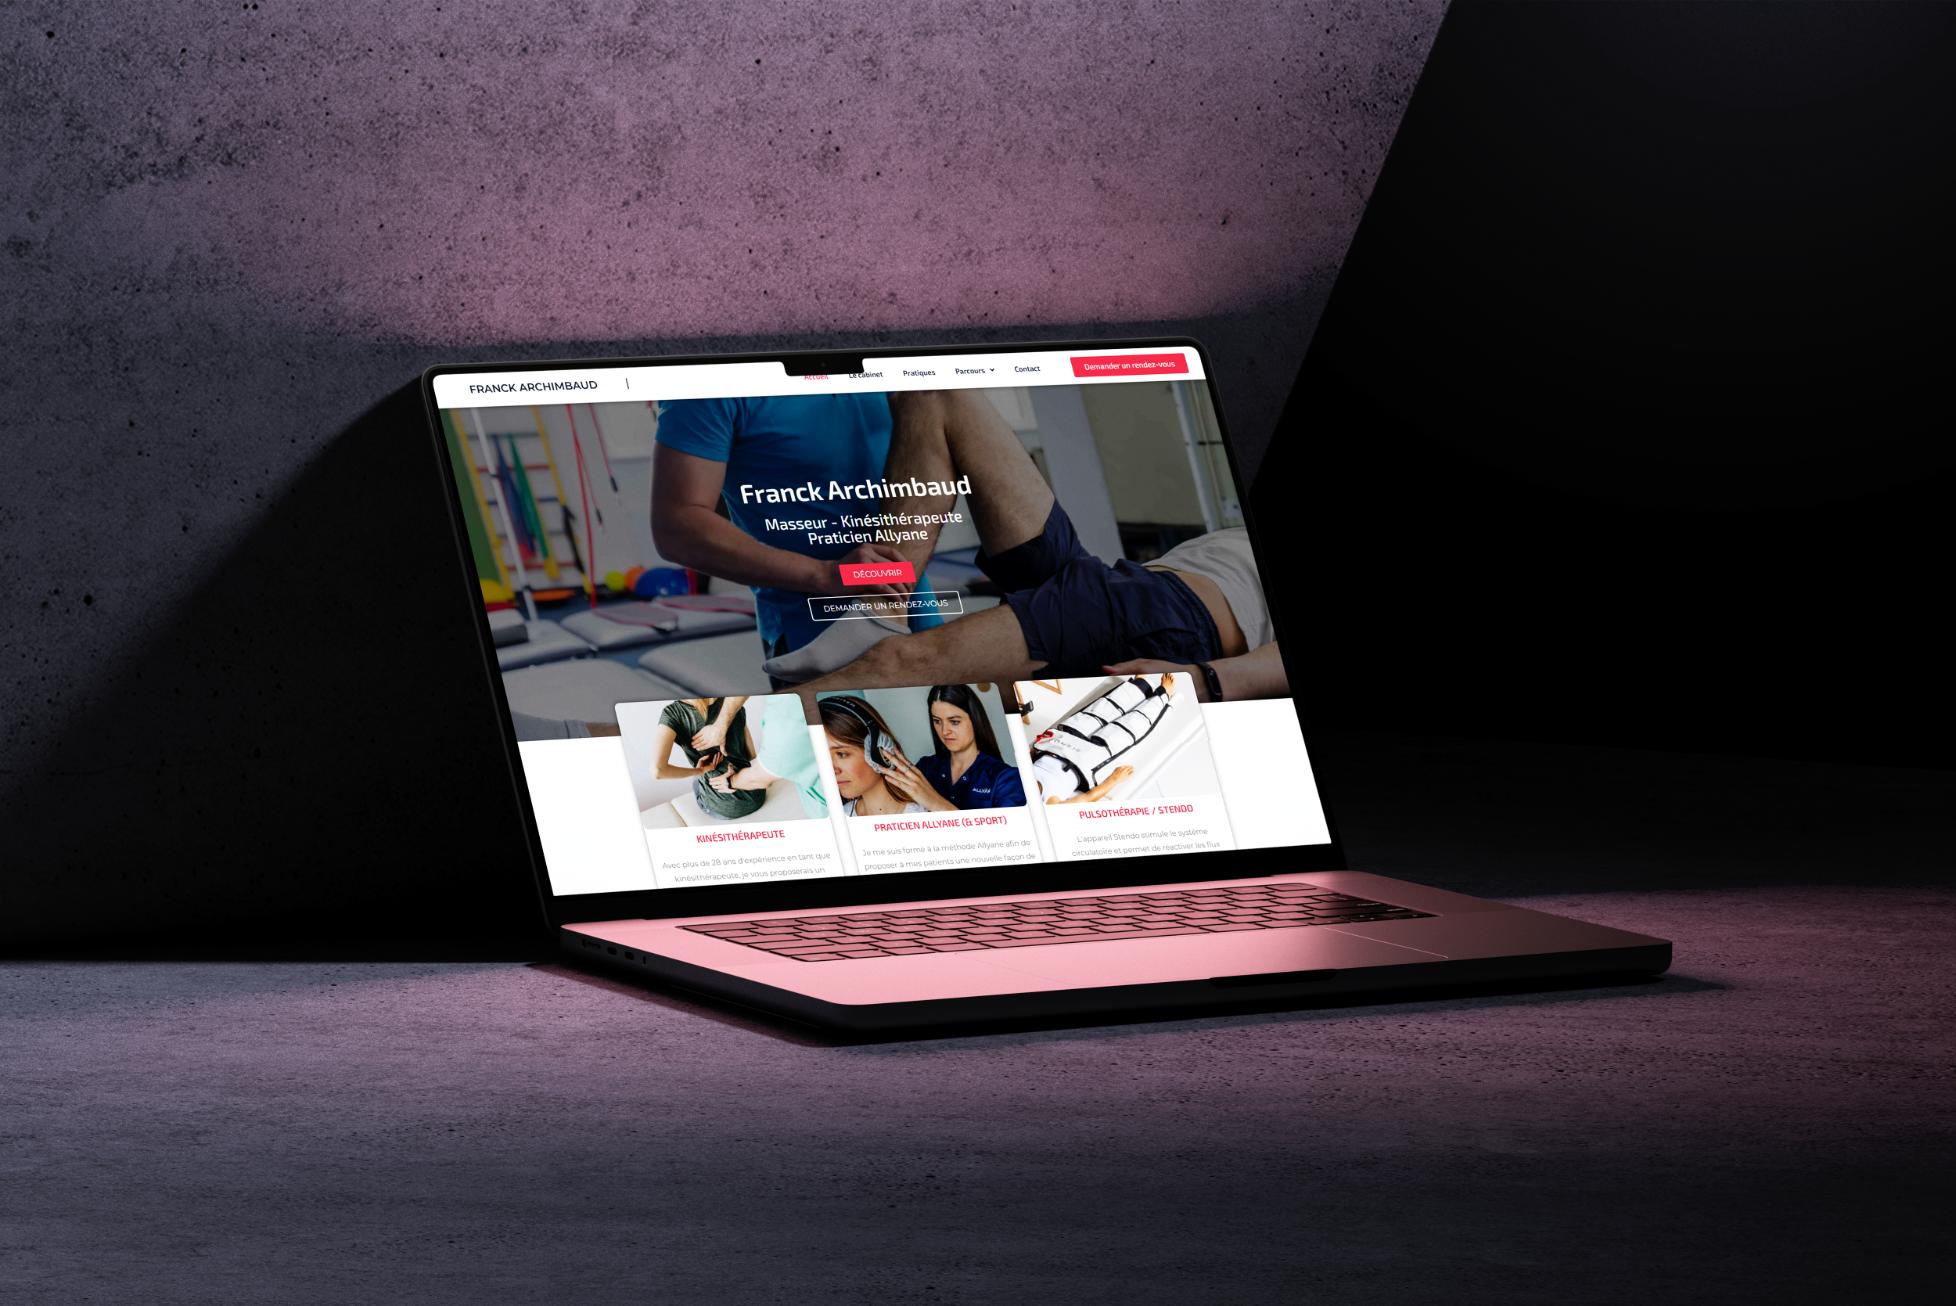 FRANCK ARCHIMBAUD |
Accueil Le cabinet Pratiques Parcours Contact Demander un rendez-vous
Franck Archimbaud
Masseur - Kinésithérapeute
Praticien Allyane
DÉCOUVRIR
DEMANDER UN RENDEZ-VOUS
KINÉSITHÉRAPEUTE
Avec plus de 28 ans d'expérience en tant que
kinésithérapeute, je vous proposerais un
PRATICIEN ALLYANE (& SPORT)
Je me suis formé à la méthode Allyane afin de
proposer à mes patients une nouvelle façon de
PULSOTHÉRAPIE / STENDO
L'appareil Stendo stimule le système
circulatoire et permet de réactiver les flux